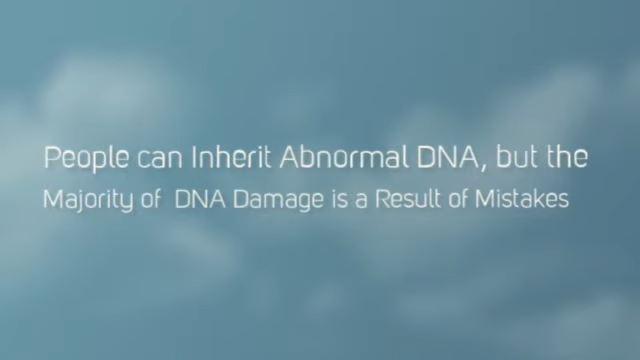 People can Inherit Abnormal DNA, but the
Majority of DNA Damage is a Result of Mistakes